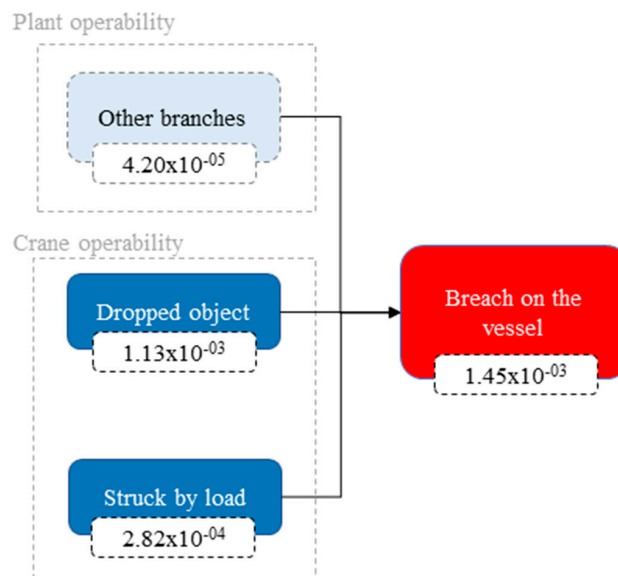 Plant operability
Other branches
4.20x10⁻⁰⁵
Crane operability
Dropped object
1.13x10⁻⁰³
Breach on the
vessel
1.45x10⁻⁰³
Struck by load
2.82x10⁻⁰⁴